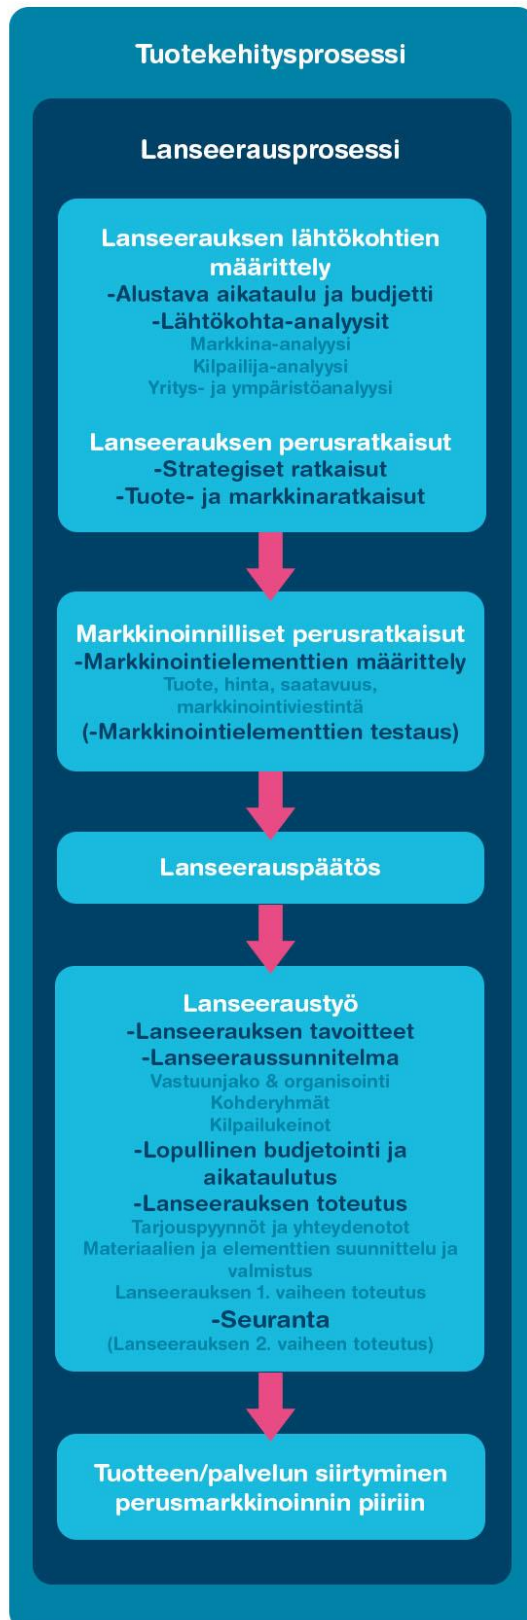 Tuotekehitysprosessi
Lanseerausprosessi
Lanseerauksen lähtökohtien
määrittely
-Alustava aikataulu ja budjetti
-Lähtökohta-analyysit
Markkina-analyysi
Kilpailija-analyysi
Yritys- ja ympäristöanalyysi
Lanseerauksen perusratkaisut
-Strategiset ratkaisut
-Tuote- ja markkinaratkaisut
Markkinoinnilliset perusratkaisut
-Markkinointielementtien määrittely
Tuote, hinta, saatavuus,
markkinointiviestintä
(-Markkinointielementtien testaus)
Lanseerauspäätös
Lanseeraustyö
-Lanseerauksen tavoitteet
-Lanseeraussunnitelma
Vastuunjako & organisointi
Kohderyhmät
Kilpailukeinot
-Lopullinen budjetointi ja
aikataulutus
-Lanseerauksen toteutus
Tarjouspyynnöt ja yhteydenotot
Materiaalien ja elementtien suunnittelu ja
valmistus
Lanseerauksen 1. vaiheen toteutus
-Seuranta
(Lanseerauksen 2. vaiheen toteutus)
Tuotteen/palvelun siirtyminen
perusmarkkinoinnin piiriin